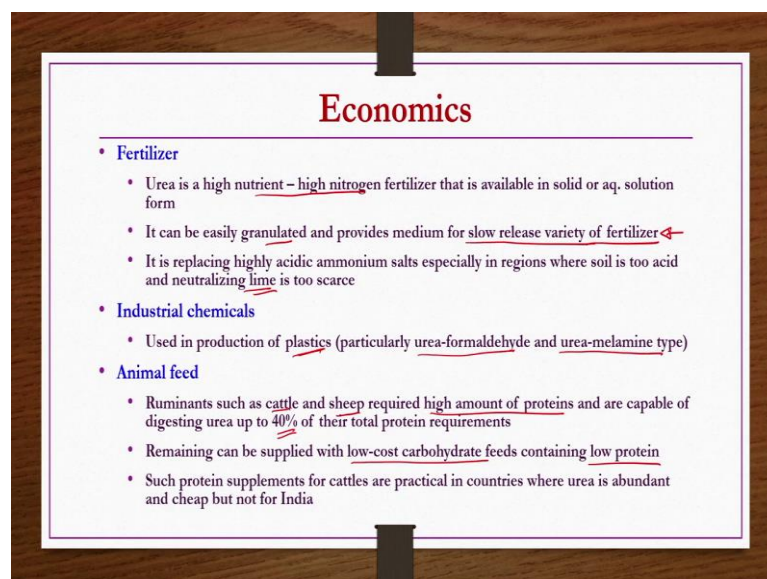 Economics
• Fertilizer
• Urea is a high nutrient – high nitrogen fertilizer that is available in solid or aq. solution
form
• It can be easily granulated and provides medium for slow release variety of fertilizer
• It is replacing highly acidic ammonium salts especially in regions where soil is too acid
and neutralizing lime is too scarce
• Industrial chemicals
• Used in production of plastics (particularly urea-formaldehyde and urea-melamine type)
• Animal feed
• Ruminants such as cattle and sheep required high amount of proteins and are capable of
digesting urea up to 40% of their total protein requirements
• Remaining can be supplied with low-cost carbohydrate feeds containing low protein
• Such protein supplements for cattles are practical in countries where urea is abundant
and cheap but not for India